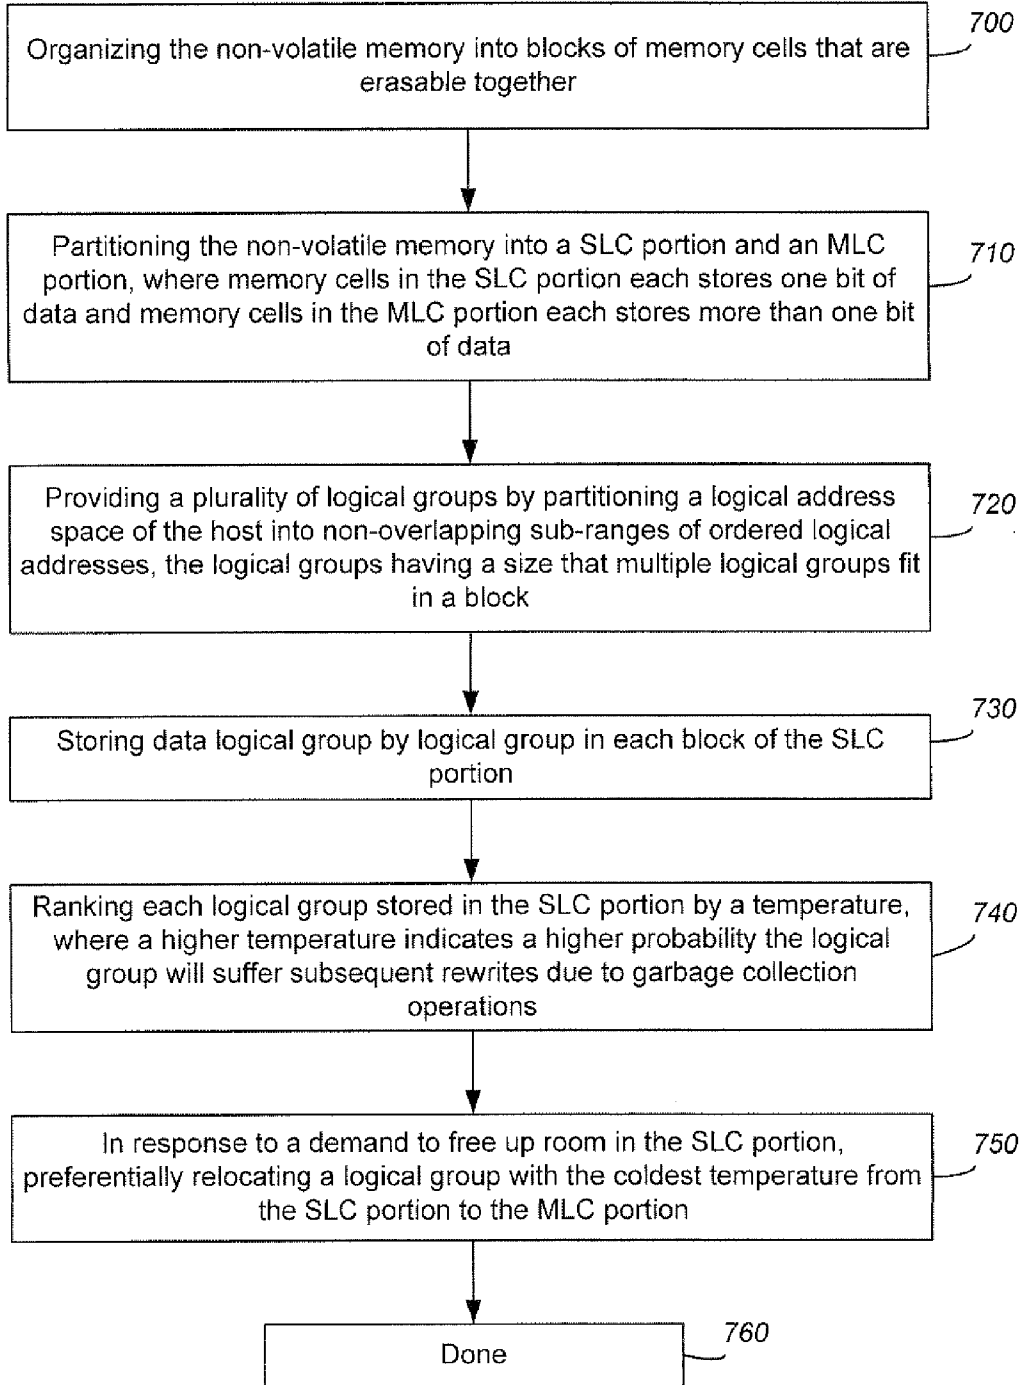 700
Organizing the non-volatile memory into blocks of memory cells that are
erasable together
710
Partitioning the non-volatile memory into a SLC portion and an MLC
portion, where memory cells in the SLC portion each stores one bit of
data and memory cells in the MLC portion each stores more than one bit
of data
720
Providing a plurality of logical groups by partitioning a logical address
space of the host into non-overlapping sub-ranges of ordered logical
addresses, the logical groups having a size that multiple logical groups fit
in a block
730
Storing data logical group by logical group in each block of the SLC
portion
740
Ranking each logical group stored in the SLC portion by a temperature,
where a higher temperature indicates a higher probability the logical
group will suffer subsequent rewrites due to garbage collection
operations
750
In response to a demand to free up room in the SLC portion,
preferentially relocating a logical group with the coldest temperature from
the SLC portion to the MLC portion
760
Done